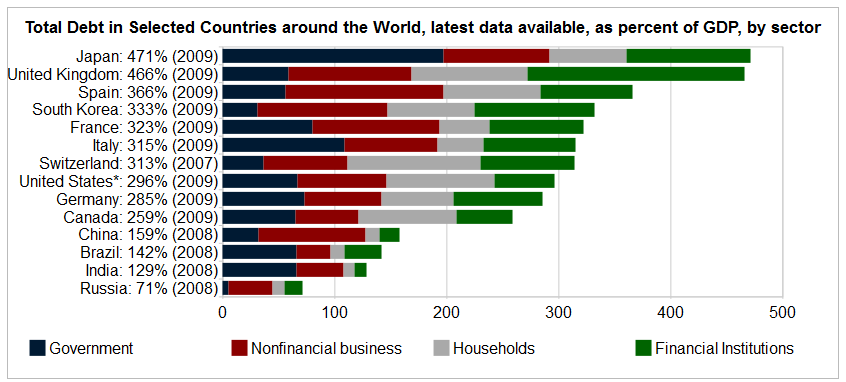 Total Debt in Selected Countries around the World, latest data available, as percent of GDP, by sector
Japan: 471% (2009)
United Kingdom: 466% (2009)
Spain: 366% (2009)
South Korea: 333% (2009)
France: 323% (2009)
Italy: 315% (2009)
Switzerland: 313% (2007)
United States*: 296% (2009)
Germany: 285% (2009)
Canada: 259% (2009)
China: 159% (2008)
Brazil: 142% (2008)
India: 129% (2008)
Russia: 71% (2008)
0 100 200 300 400 500
Government Nonfinancial business Households Financial Institutions